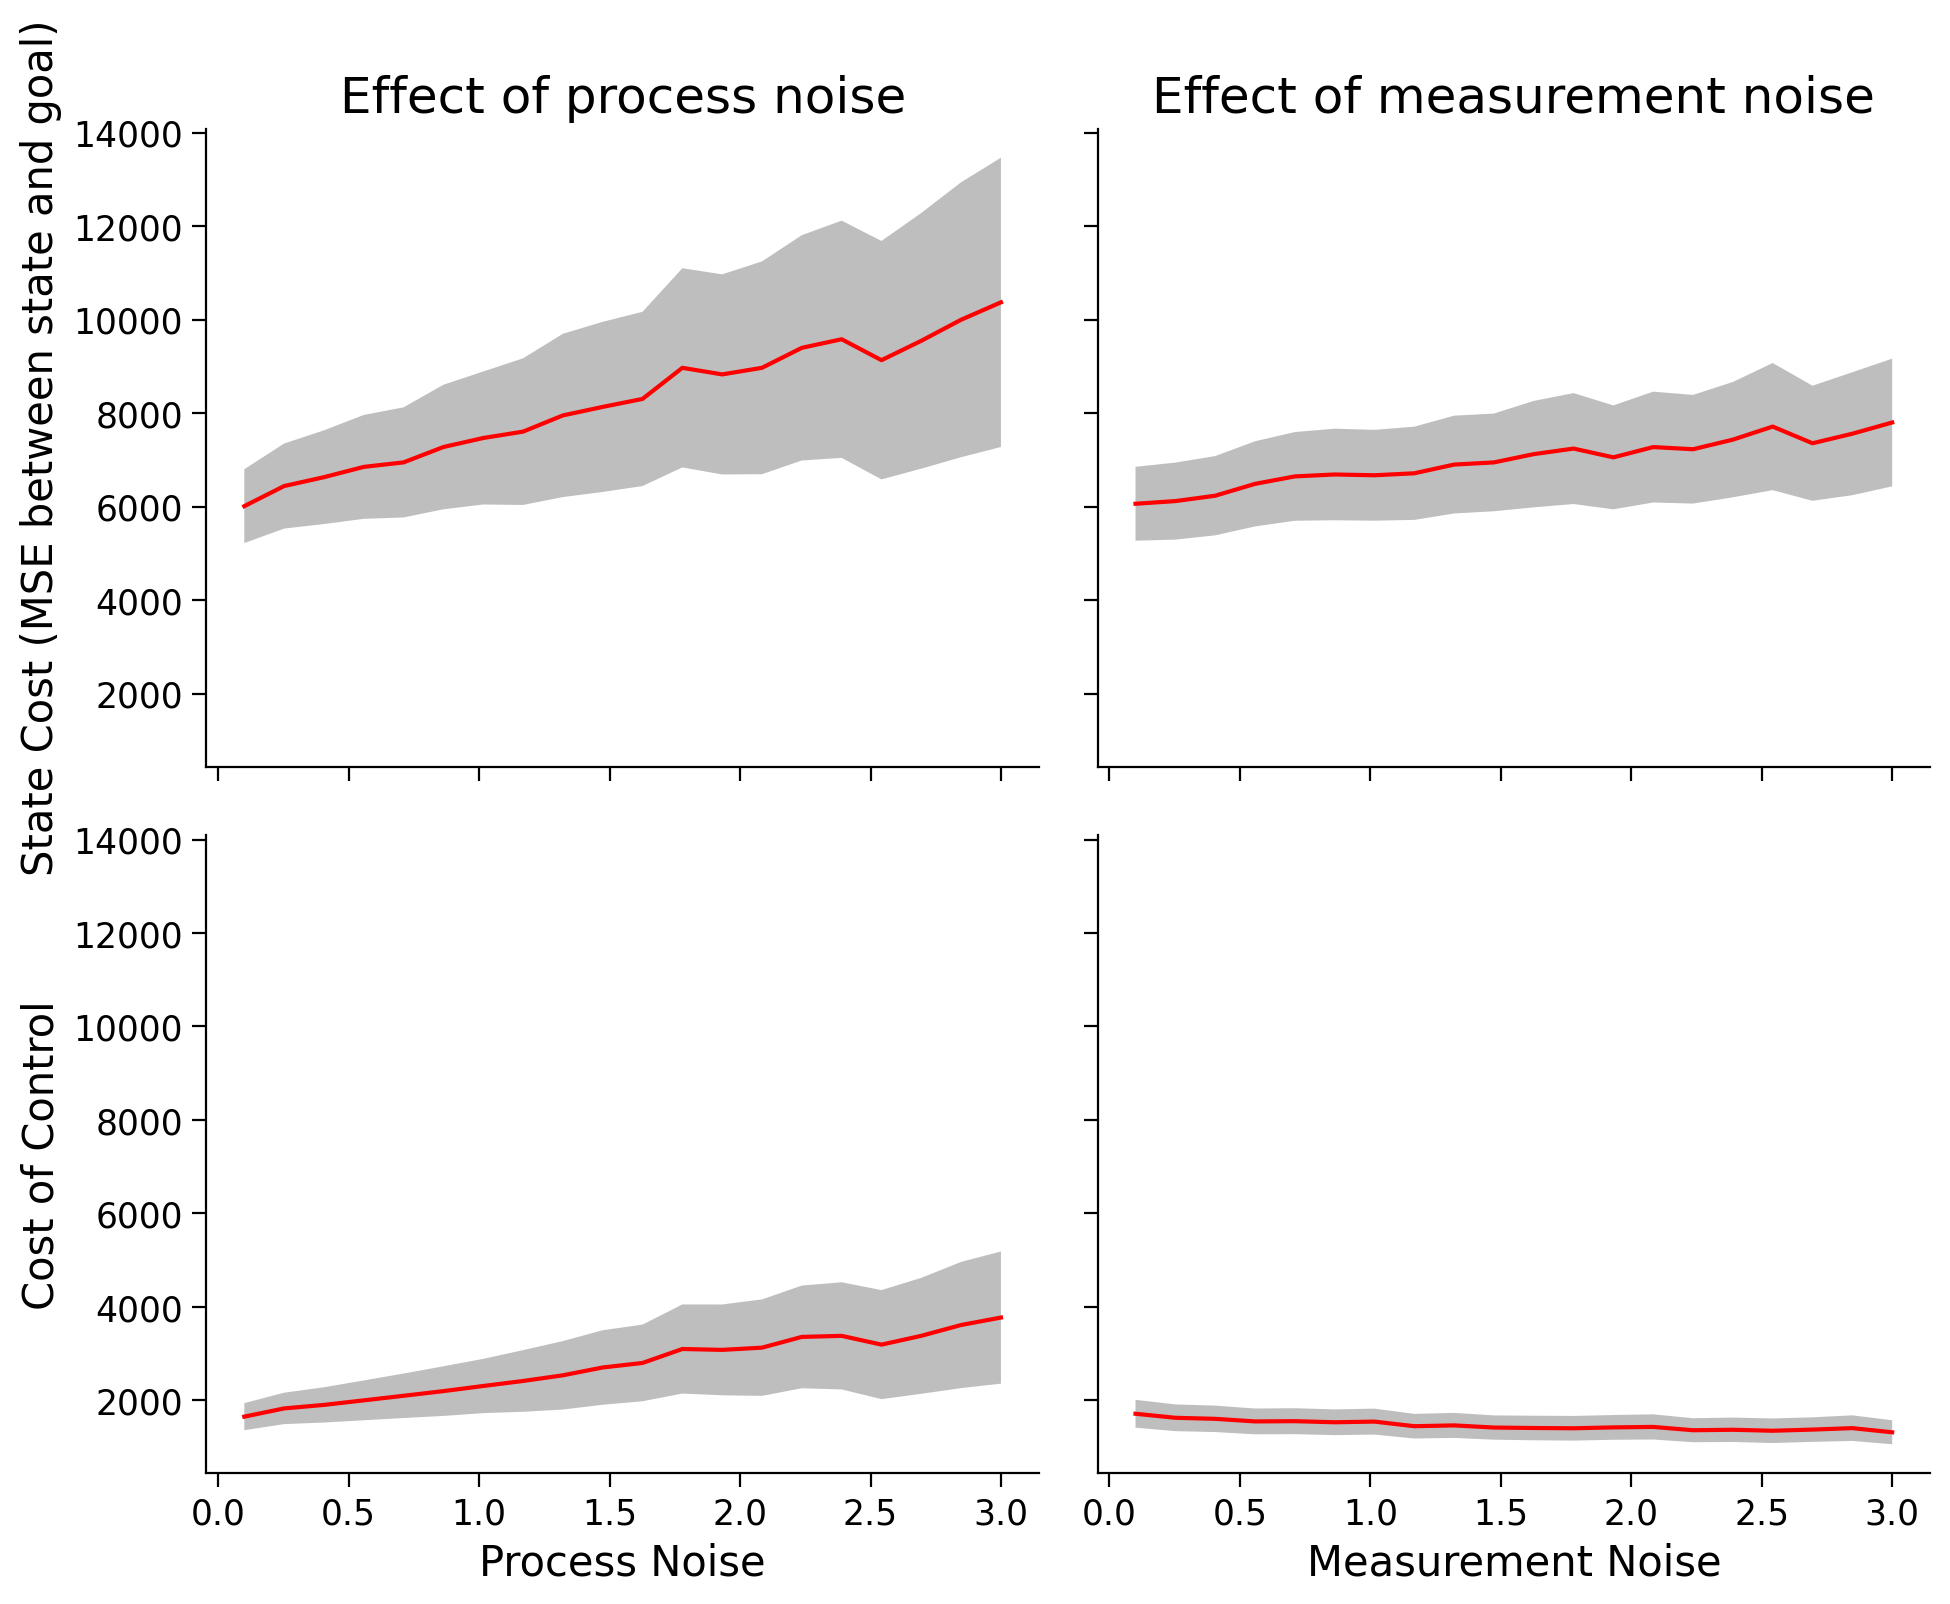 Effect of process noise
Effect of measurement noise
State Cost (MSE between state and goal)
14000
12000
10000
8000
6000
4000
2000
Cost of Control
14000
12000
10000
8000
6000
4000
2000
0.0 0.5 1.0 1.5 2.0 2.5 3.0
Process Noise
0.0 0.5 1.0 1.5 2.0 2.5 3.0
Measurement Noise